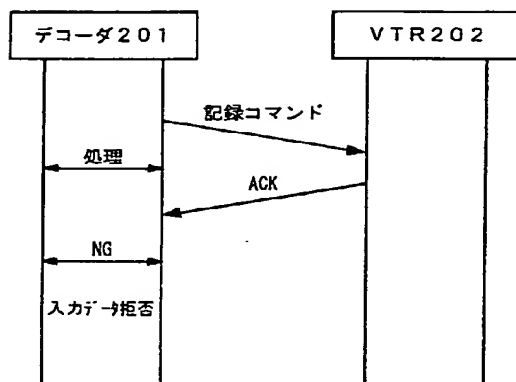 デコーダ201
VTR202
記録コマンド
処理
ACK
NG
入力データ拒否